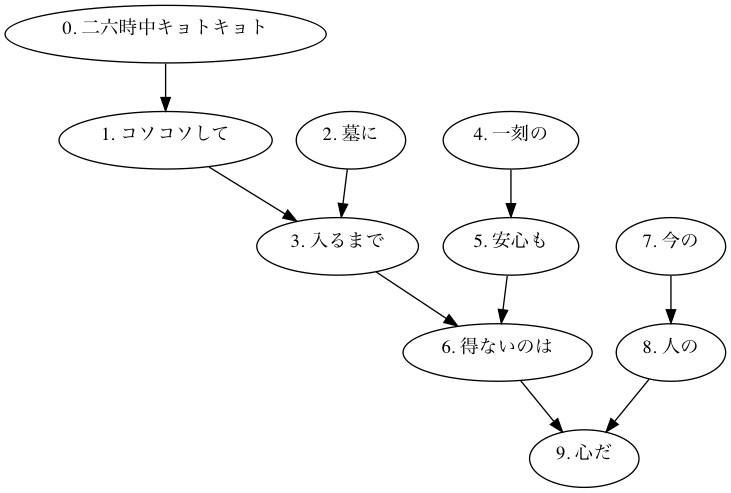 0. 二六時中キョトキョト
1. コソコソして
2. 墓に
4. 一刻の
3. 入るまで
5. 安心も
7. 今の
6. 得ないのは
8. 人の
9. 心だ